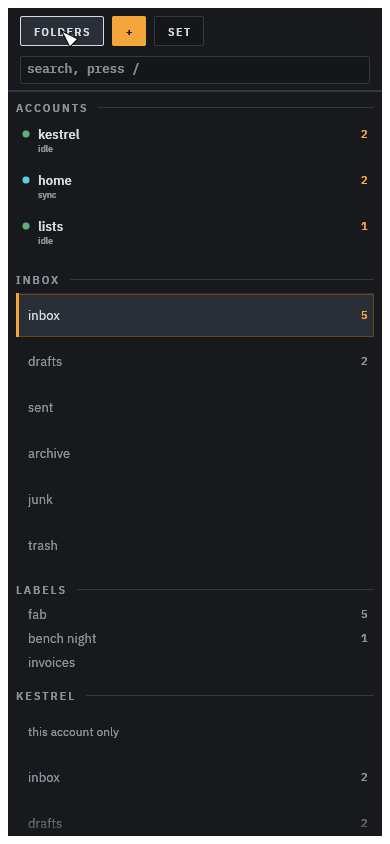 FOLDERS + SET
search, press /
ACCOUNTS
kestrel 2
idle
home 2
sync
lists 1
idle
INBOX
inbox 5
drafts 2
sent
archive
junk
trash
LABELS
fab 5
bench night 1
invoices
KESTREL
this account only
inbox 2
drafts 2